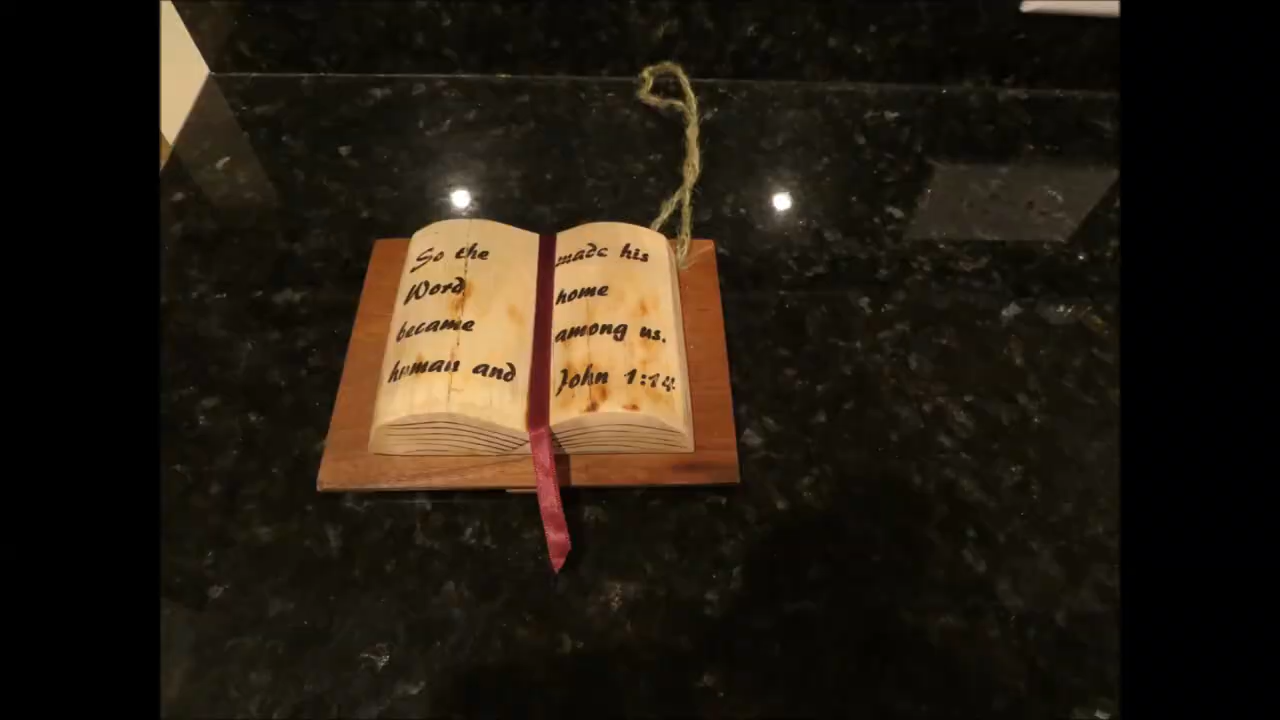 So the
Word
became
human and
made his
home
among us.
John 1:14